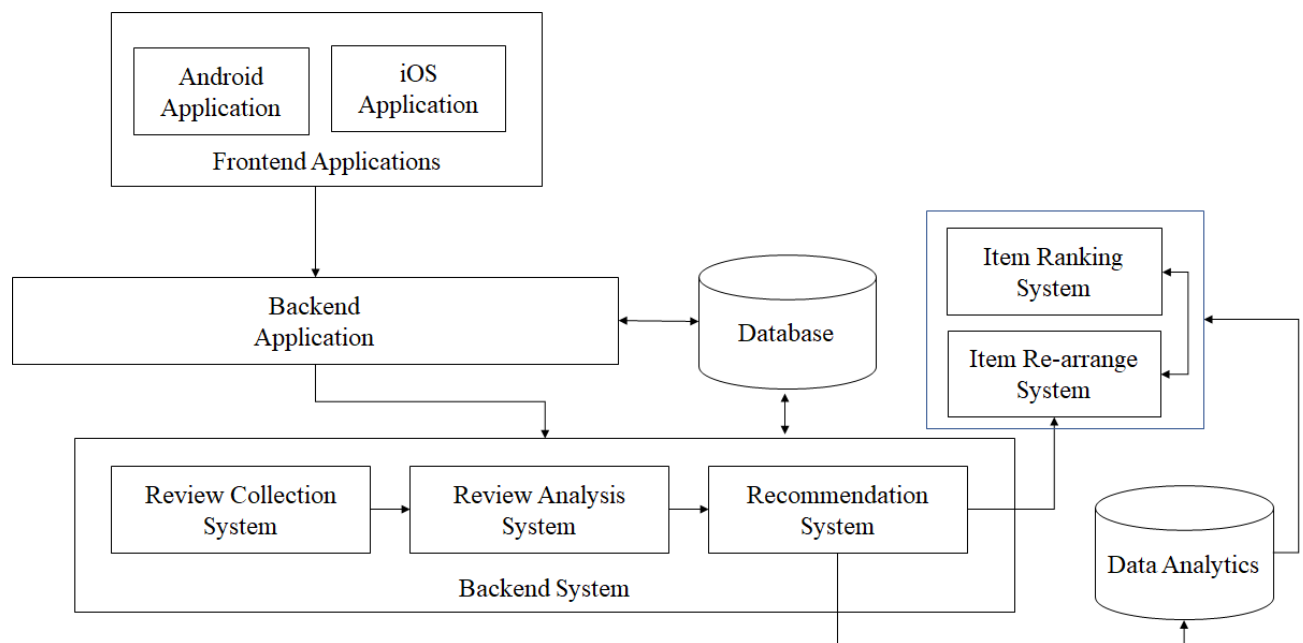 Android
Application
iOS
Application
Frontend Applications
Backend
Application
Database
Item Ranking
System
Item Re-arrange
System
Review Collection
System
Review Analysis
System
Recommendation
System
Backend System
Data Analytics